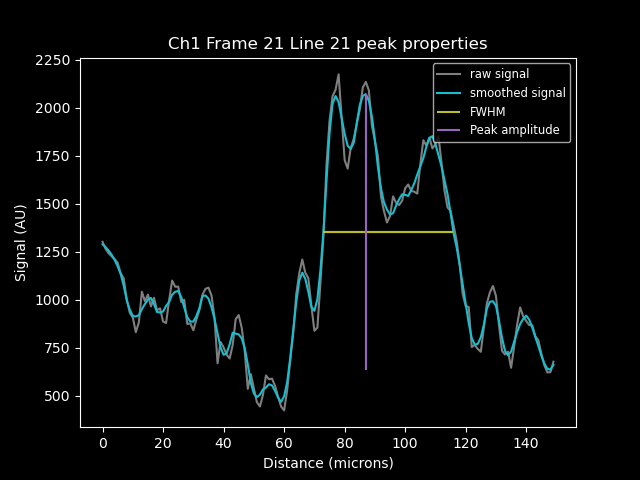 Ch1 Frame 21 Line 21 peak properties
raw signal
smoothed signal
FWHM
Peak amplitude
Signal (AU)
2250
2000
1750
1500
1250
1000
750
500
0 20 40 60 80 100 120 140
Distance (microns)